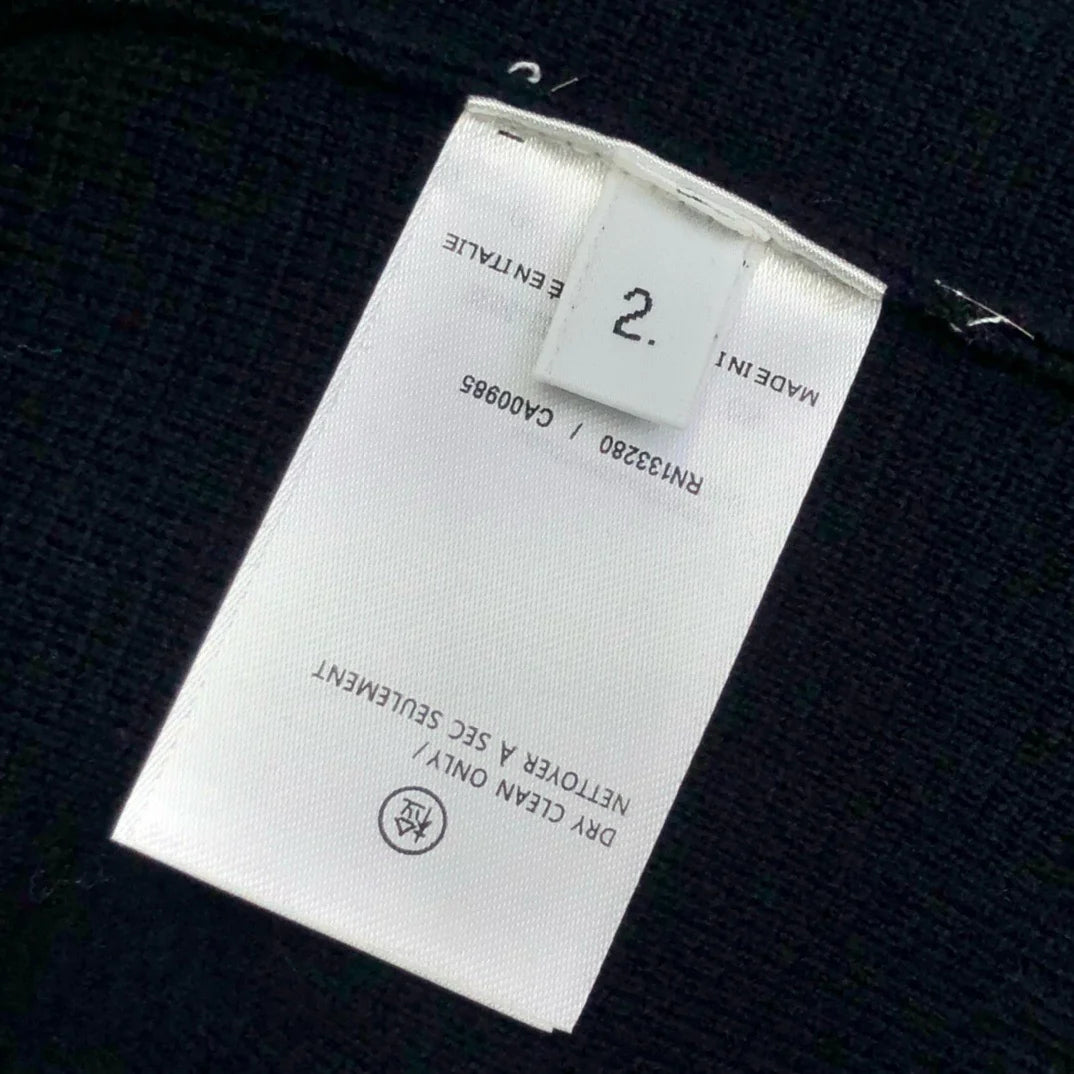 2.
DRY CLEAN ONLY/
NETTOYER À SEC SEULEMENT
RN133280 / CA00985
MADE IN EN ITALIE